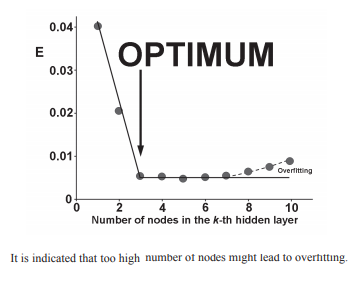 0.04
E
OPTIMUM
0.03
0.02
0.01
Overfitting
0
0 2 4 6 8 10
Number of nodes in the k-th hidden layer
It is indicated that too high number of nodes might lead to overfitting.